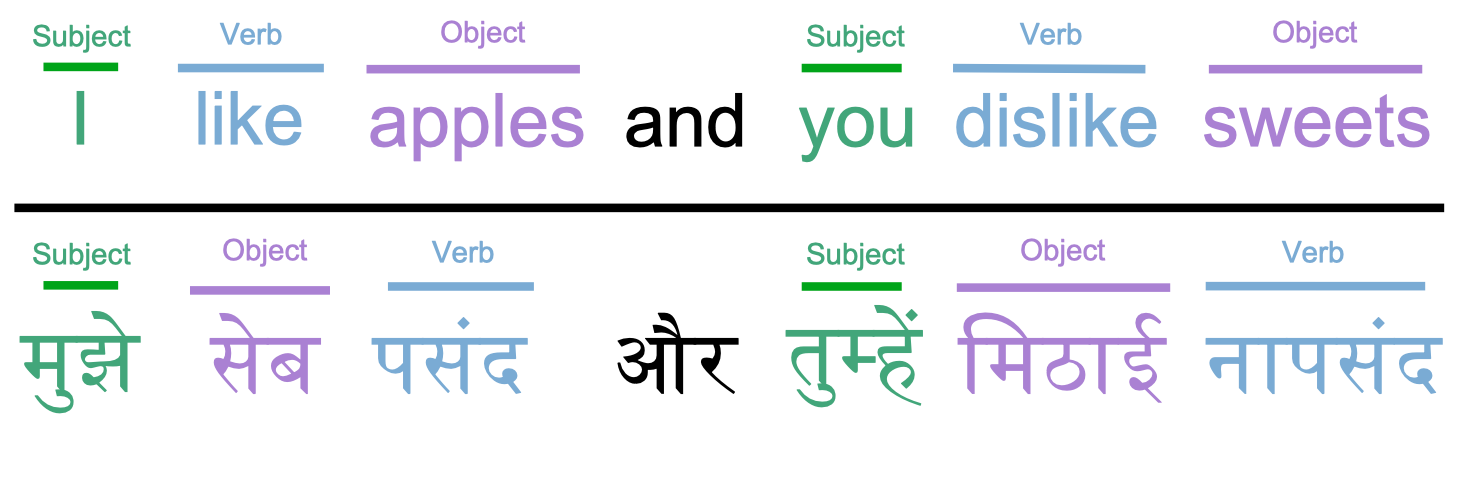 Subject Verb Object Subject Verb Object
I like apples and you dislike sweets
Subject Object Verb Subject Object Verb
मुझे सेब पसंद और तुम्हें मिठाई नापसंद